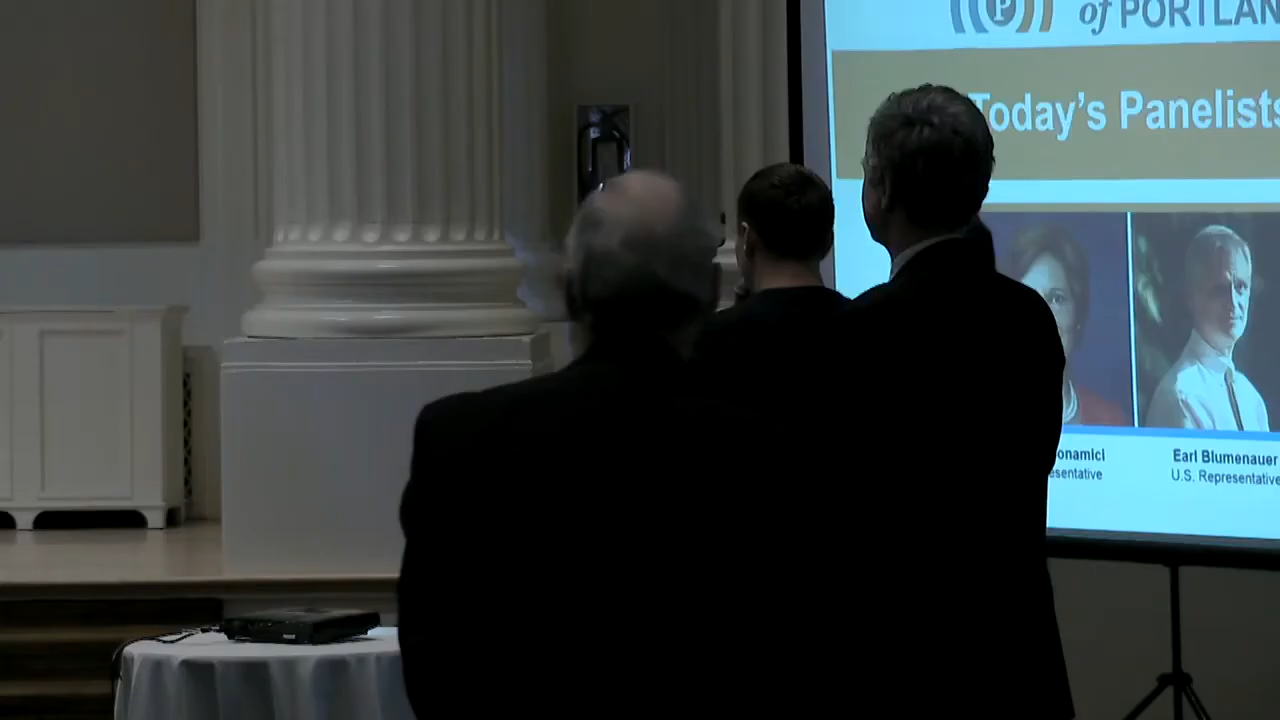 P
of PORTLAN
Today's Panelists
onamici
esentative
Earl Blumenauer
U.S. Representative